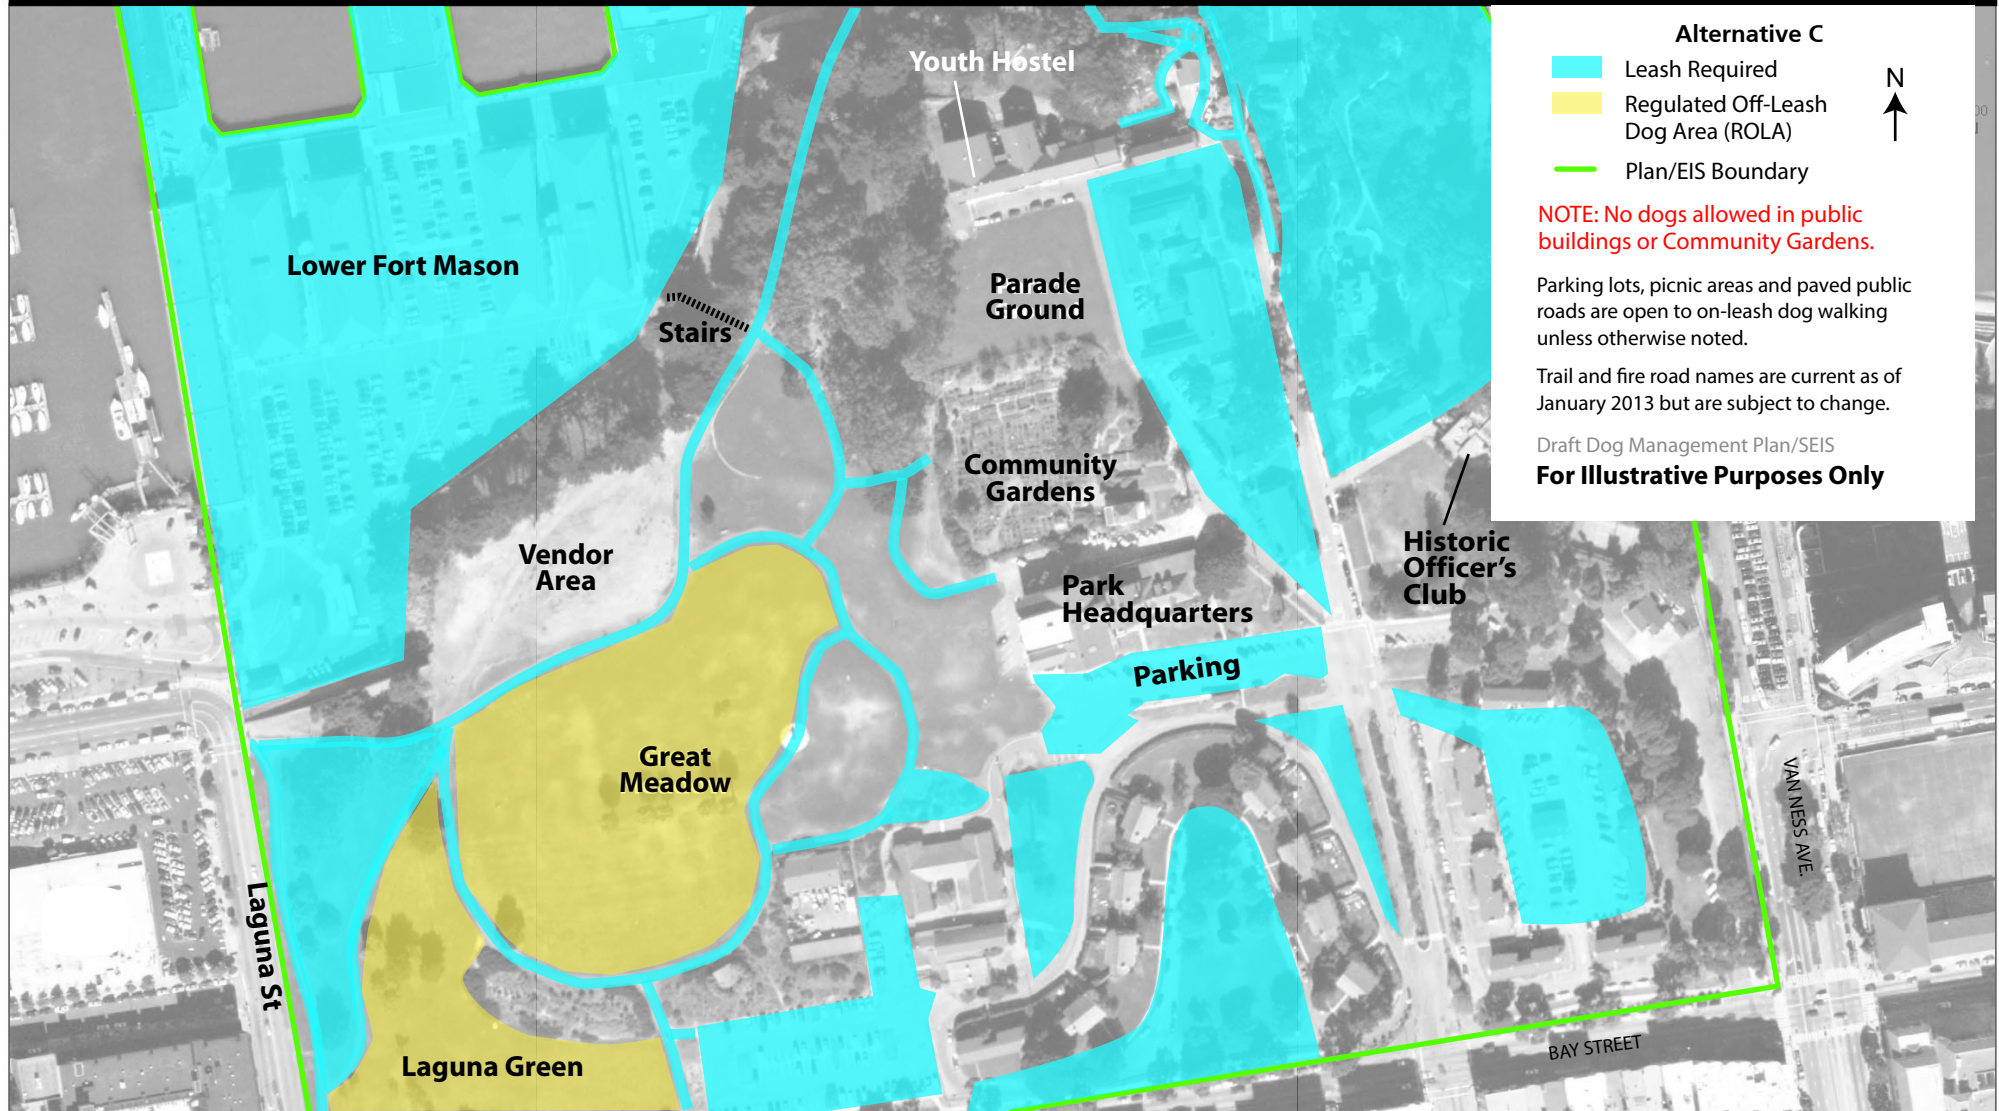 Alternative C
Leash Required
Regulated Off-Leash
Dog Area (ROLA)
Plan/EIS Boundary
N
NOTE: No dogs allowed in public
buildings or Community Gardens.
Parking lots, picnic areas and paved public
roads are open to on-leash dog walking
unless otherwise noted.
Trail and fire road names are current as of
January 2013 but are subject to change.
Draft Dog Management Plan/SEIS
For Illustrative Purposes Only
Youth Hostel
Lower Fort Mason
Parade
Ground
Stairs
Community
Gardens
Vendor
Area
Historic
Officer's
Club
Park
Headquarters
Parking
Great
Meadow
VAN NESS AVE.
Laguna St
Laguna Green
BAY STREET